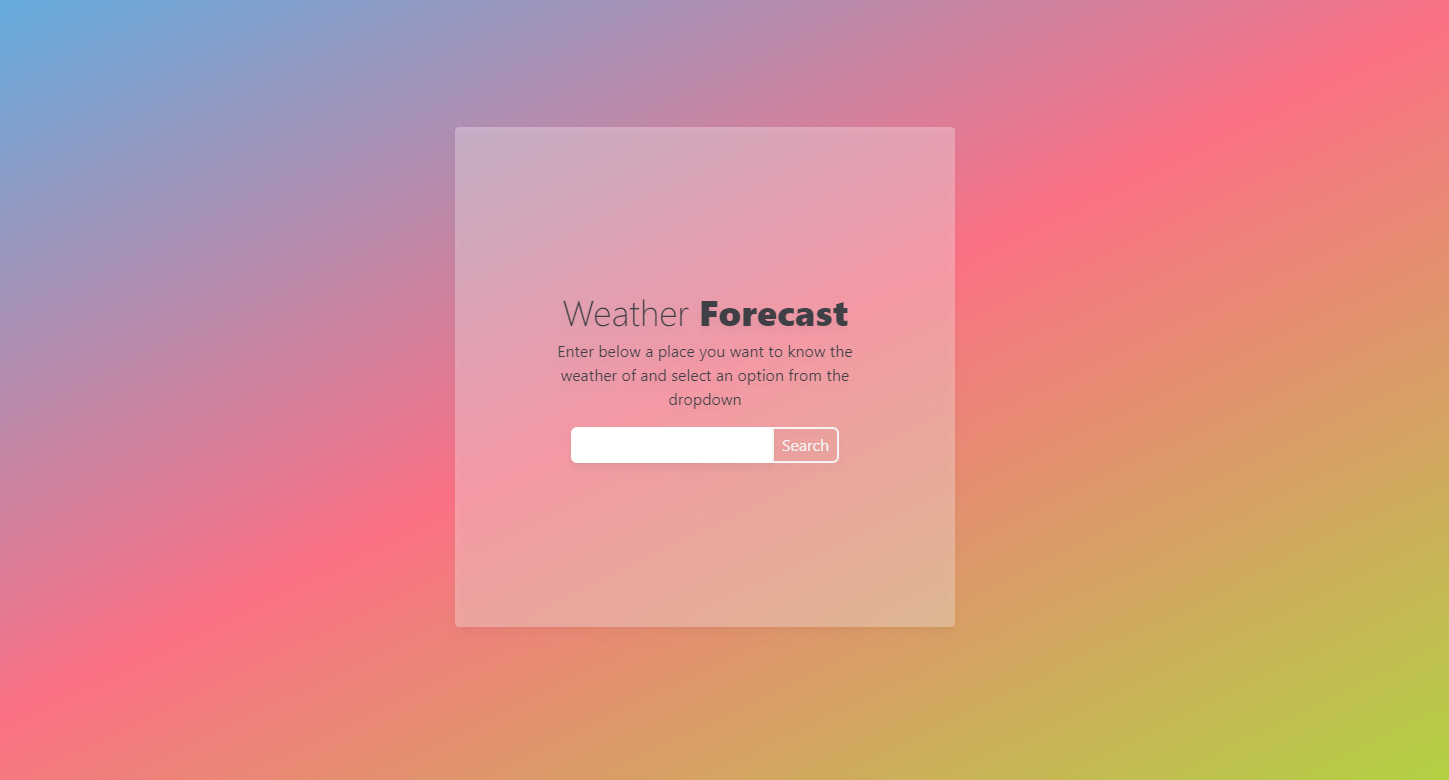 Weather Forecast
Enter below a place you want to know the
weather of and select an option from the
dropdown
Search